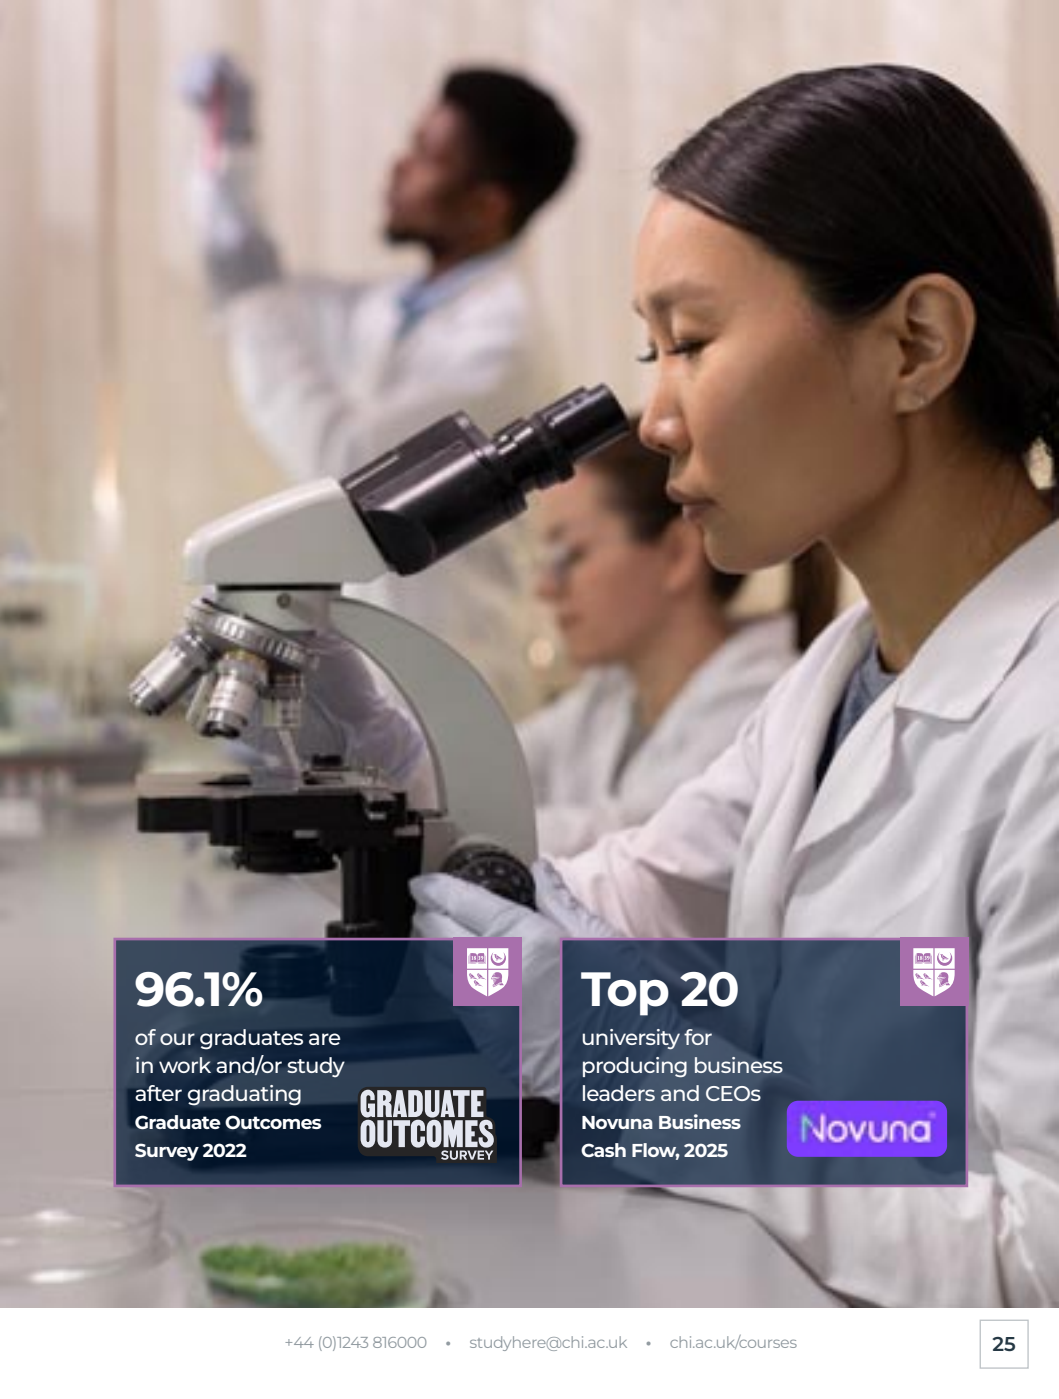 96.1%
of our graduates are
in work and/or study
after graduating
Graduate Outcomes
Survey 2022
GRADUATE
OUTCOMES
SURVEY
Top 20
university for
producing business
leaders and CEOs
Novuna Business
Cash Flow, 2025
Novuna
+44 (0)1243 816000 • studyhere@chi.ac.uk • chi.ac.uk/courses
25